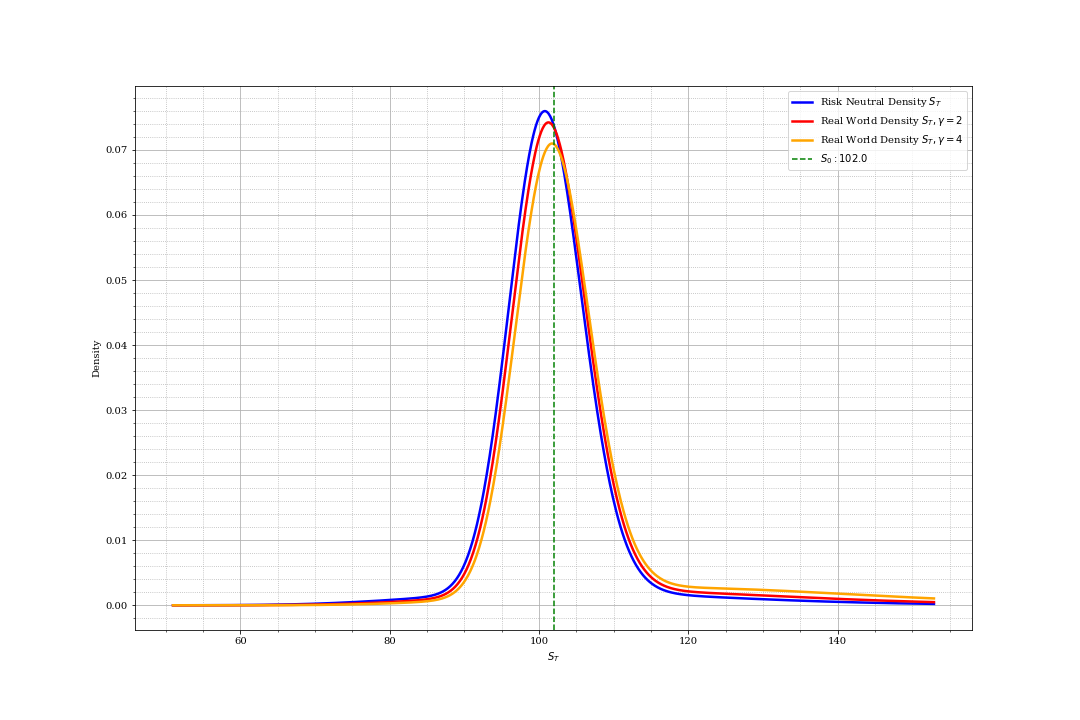 Risk Neutral Density $S_T$
Real World Density $S_T, γ = 2$
Real World Density $S_T, γ = 4$
$S_0 : 102.0$
Density
0.07
0.06
0.05
0.04
0.03
0.02
0.01
0.00
60 80 100 120 140
$S_T$